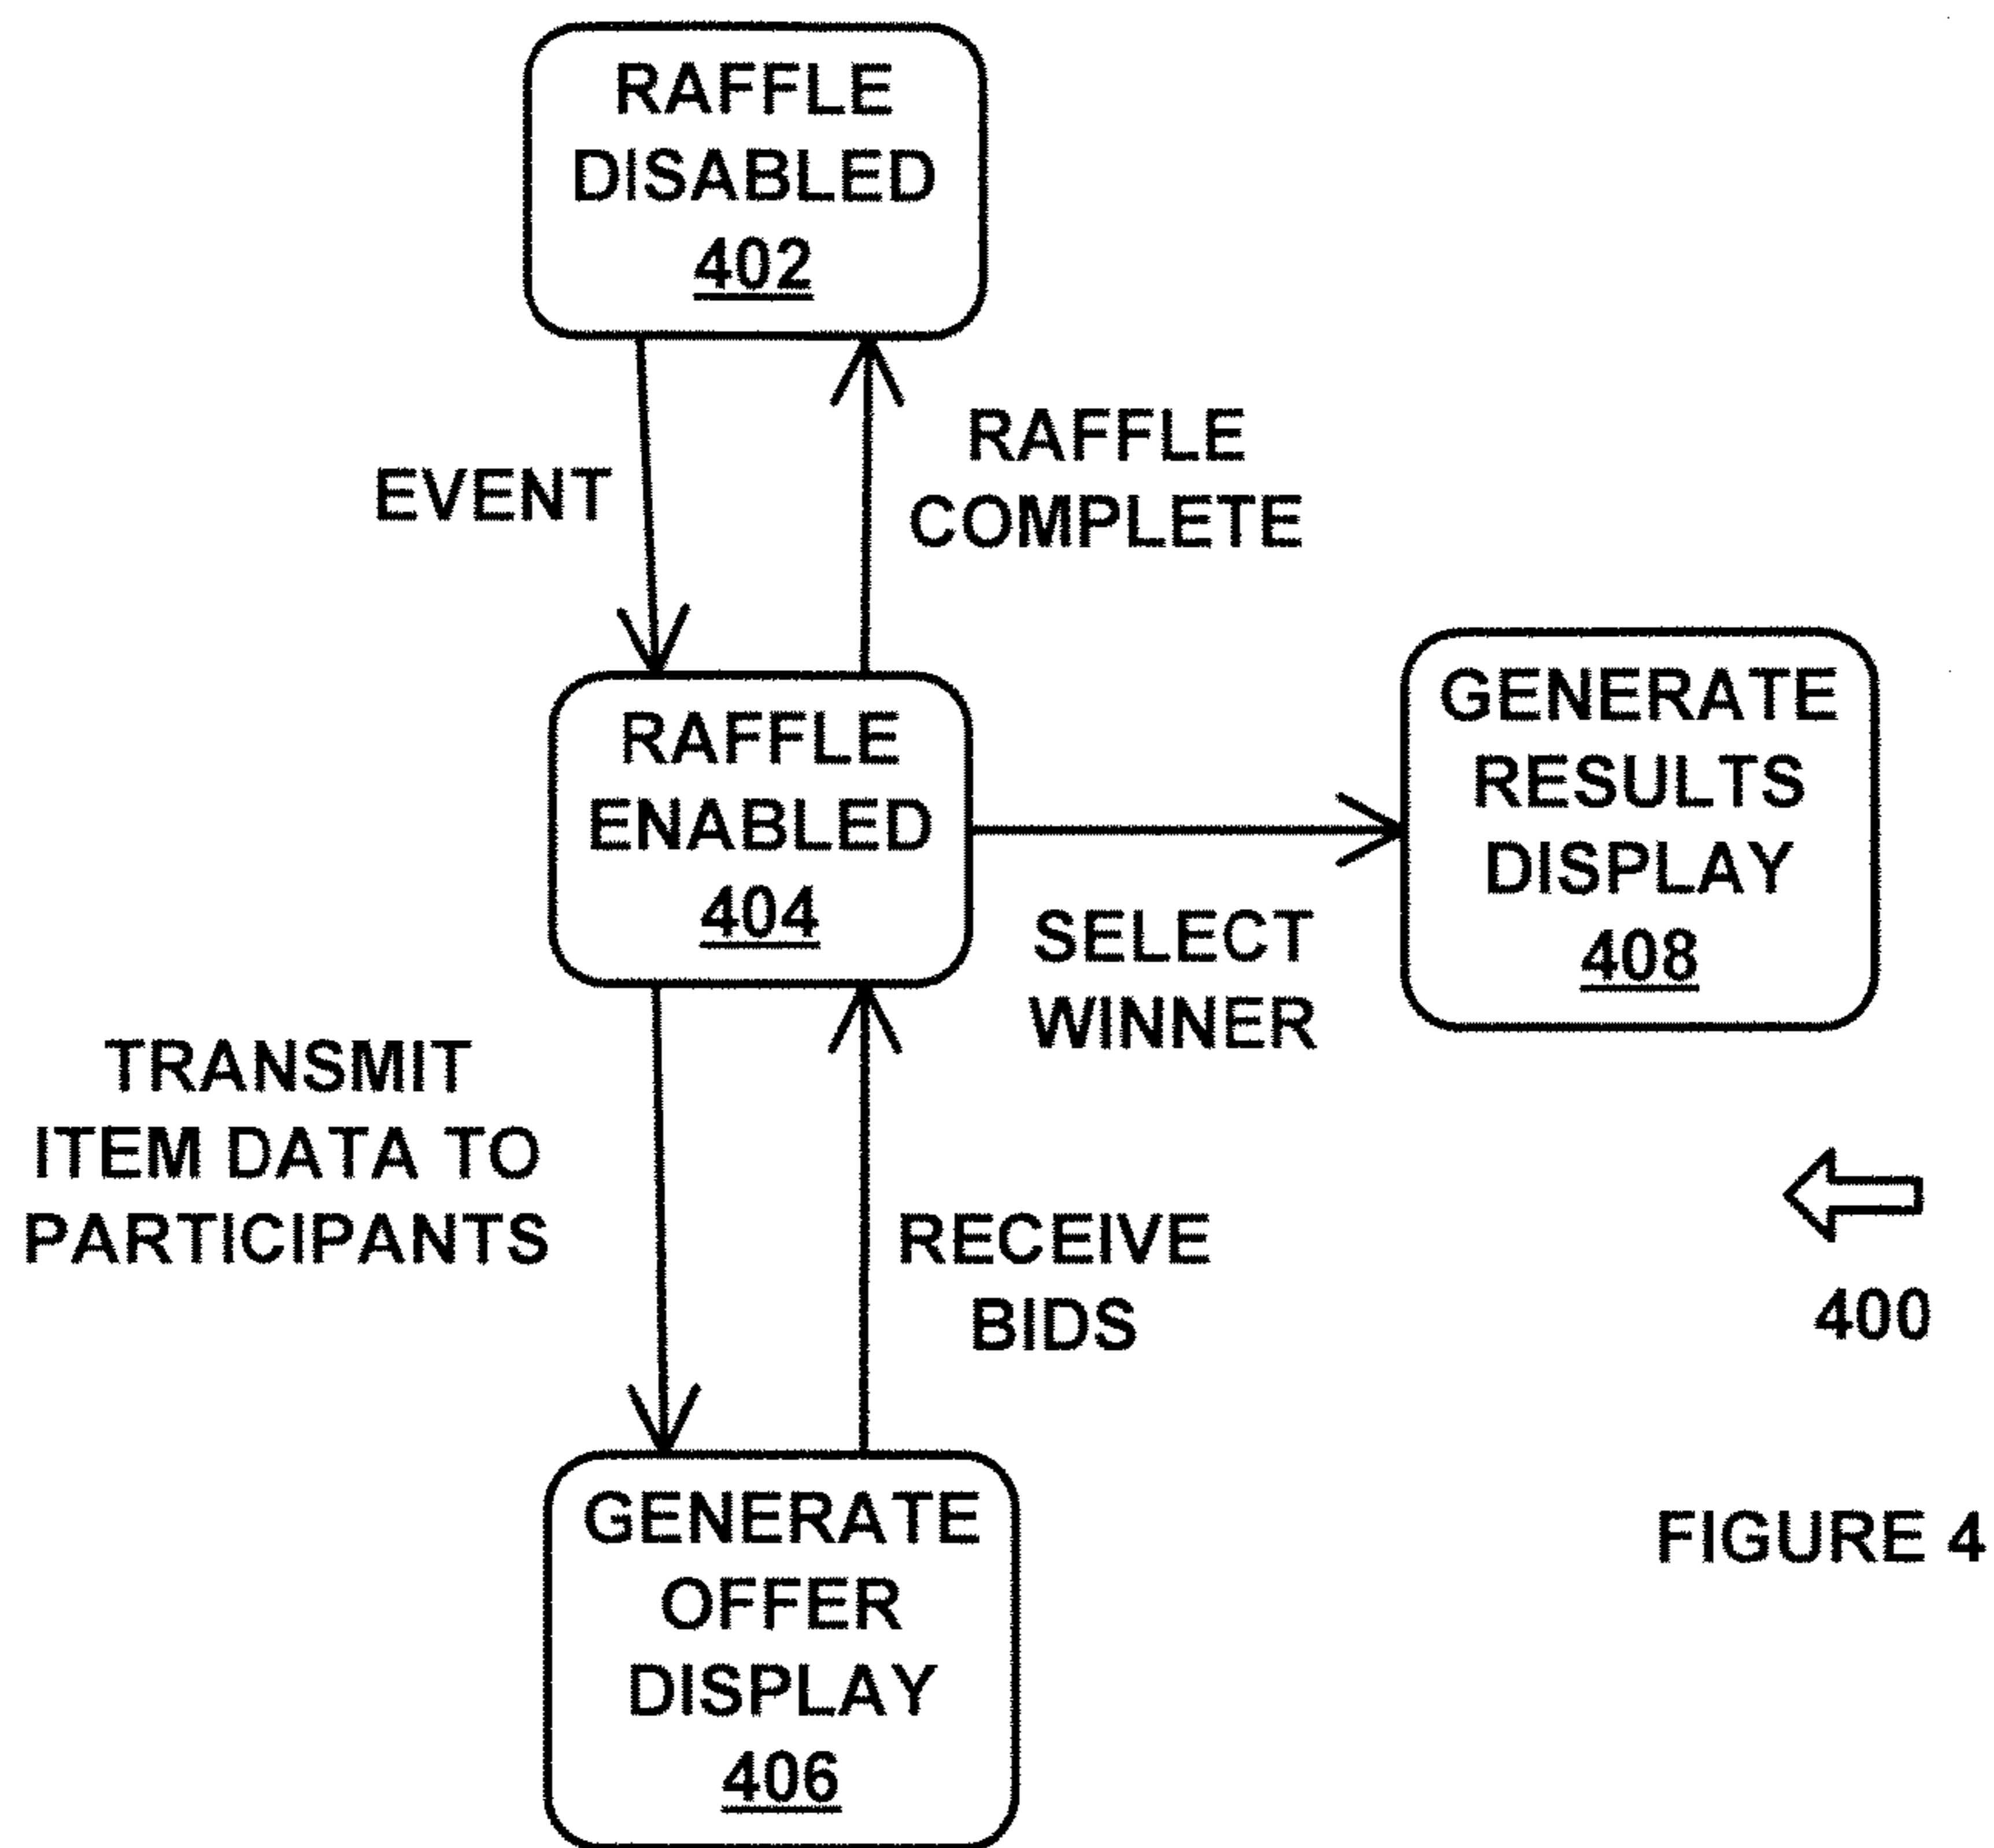 RAFFLE
DISABLED
402
EVENT
RAFFLE
COMPLETE
RAFFLE
ENABLED
404
GENERATE
RESULTS
DISPLAY
408
SELECT
WINNER
TRANSMIT
ITEM DATA TO
PARTICIPANTS
RECEIVE
BIDS
400
GENERATE
OFFER
DISPLAY
406
FIGURE 4